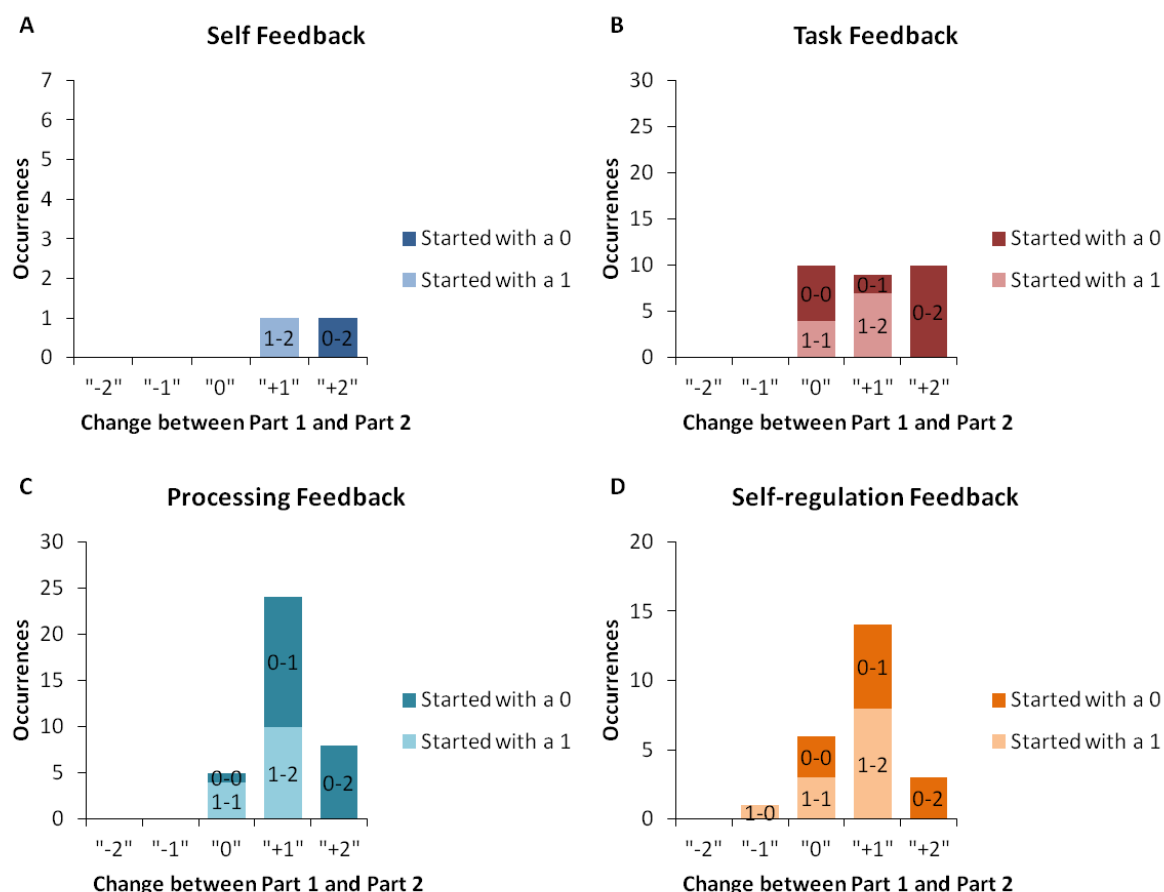 A
Self Feedback
7
6
5
4
3
2
1
0
Occurrences
1-2
0-2
Started with a 0
Started with a 1
"-2" "-1" "0" "+1" "+2"
Change between Part 1 and Part 2
B
Task Feedback
30
25
20
15
10
5
0
Occurrences
0-0
1-1
0-1
1-2
0-2
Started with a 0
Started with a 1
"-2" "-1" "0" "+1" "+2"
Change between Part 1 and Part 2
C
Processing Feedback
30
25
20
15
10
5
0
Occurrences
0-0
1-1
0-1
1-2
0-2
Started with a 0
Started with a 1
"-2" "-1" "0" "+1" "+2"
Change between Part 1 and Part 2
D
Self-regulation Feedback
20
15
10
5
0
Occurrences
1-0
0-0
1-1
0-1
1-2
0-2
Started with a 0
Started with a 1
"-2" "-1" "0" "+1" "+2"
Change between Part 1 and Part 2